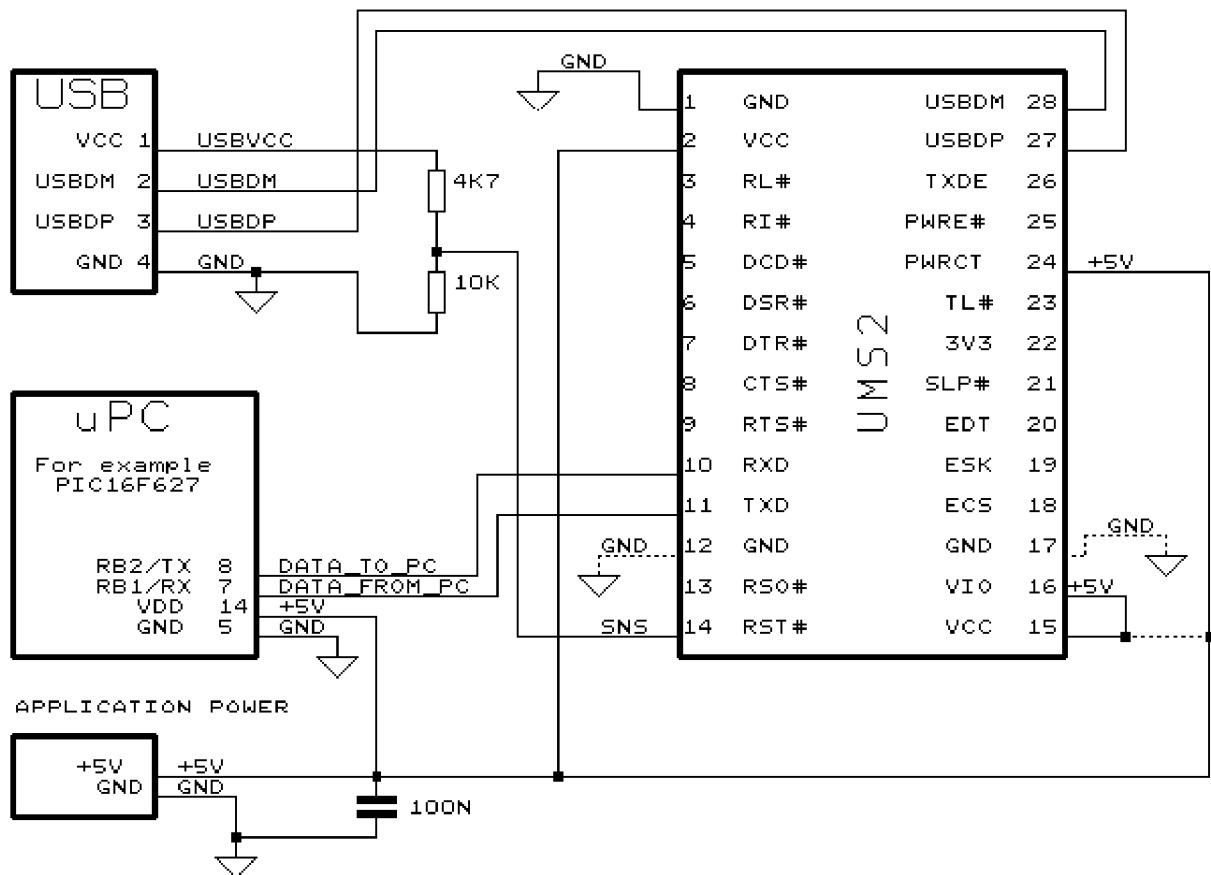 USB
VCC 1 USBVCC
USBDM 2 USBDM
USBDP 3 USBDP
GND 4 GND
4K7
10K
GND
UMS2
1 GND
2 VCC
3 RL#
4 RI#
5 DCD#
6 DSR#
7 DTR#
8 CTS#
9 RTS#
10 RXD
11 TXD
GND 12 GND
13 RSO#
SNS 14 RST#
USBDM 28
USBDP 27
TXDE 26
PWRE# 25
PWRCT 24 +5V
TL# 23
3V3 22
SLP# 21
EDT 20
ESK 19
ECS 18
GND 17 GND
VIO 16 +5V
VCC 15
uPC
For example
PIC16F627
RB2/TX 8 DATA_TO_PC
RB1/RX 7 DATA_FROM_PC
VDD 14 +5V
GND 5 GND
APPLICATION POWER
+5V +5V
GND GND
100N